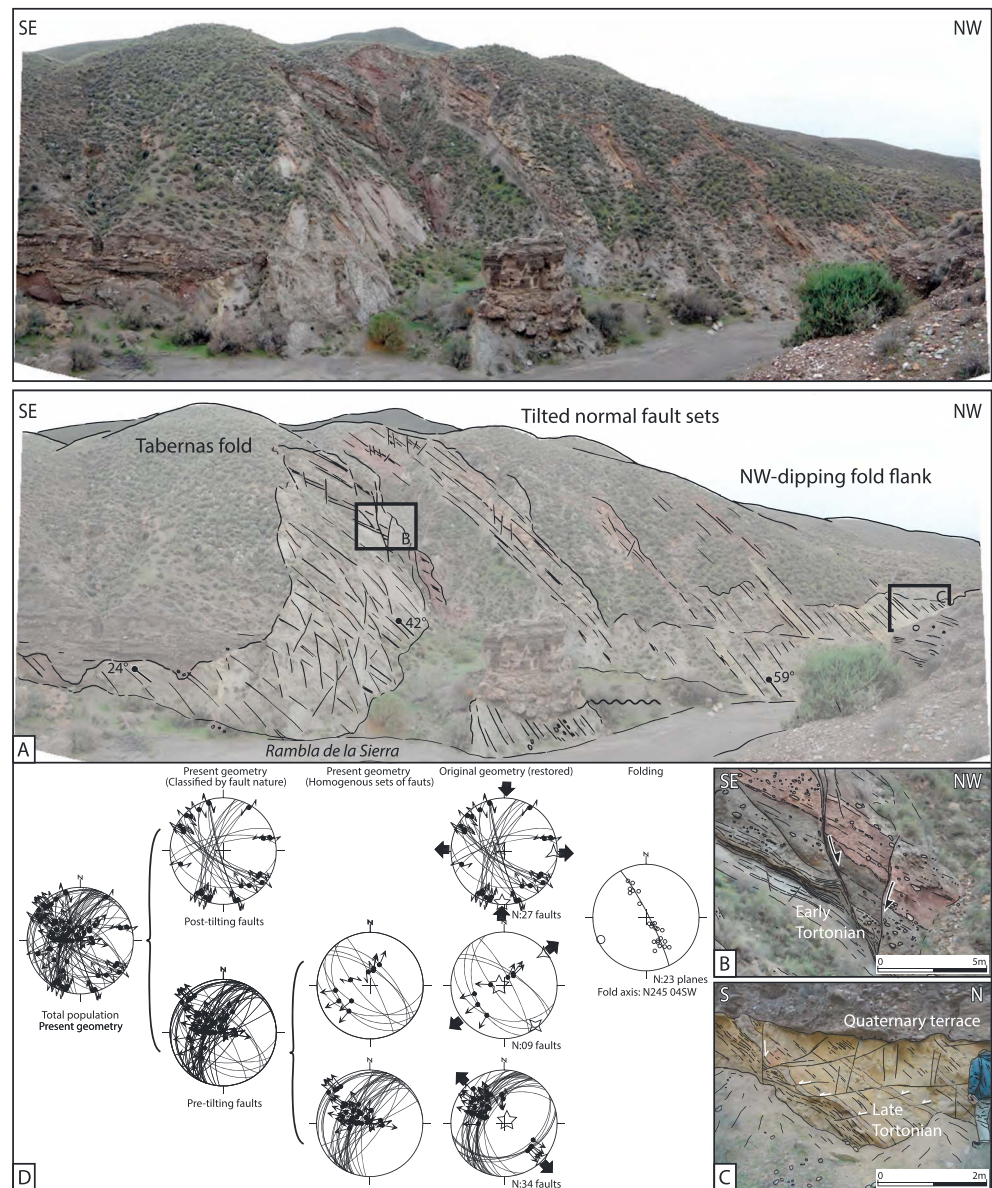 SE
NW
SE
NW
Tilted normal fault sets
Tabernas fold
NW-dipping fold flank
B
C
42°
24°
59°
Rambla de la Sierra
A
Present geometry
(Classified by fault nature)
Present geometry
(Homogenous sets of fauts)
Original geometry (restored)
Folding
N
N
N
N
Post-tilting faults
N:27 faults
N
Total population
Present geometry
N:23 planes
Fold axis: N245 04SW
N
N
N
Pre-tilting faults
N:09 faults
N
N
N:34 faults
D
SE
NW
Early
Tortonian
0
5m
B
S
N
Quaternary terrace
Late
Tortonian
0
2m
C